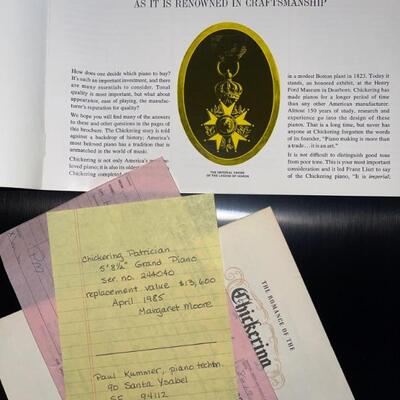 AS IT IS RENOWNED IN CRAFTSMANSHIP
How does one decide which piano to buy?
It's such an important investment, and there
are many essentials to consider. Tonal
quality is most important, but what about
appearance, ease of playing, the manufac-
turer's reputation for quality?
We hope you will find many of the answers
to these and other questions in the pages of
this brochure. The Chickering story is told
against a backdrop of history; America's
most beloved piano has a tradition that is
unmatched in the world of music.
Chickering is not only America's
loved piano; it is also its oldest.
Chickering completed
THE IMPERIAL CROSS
OF THE LEGION OF HONOR
in a modest Boston plant in 1823. Today it
stands, an honored exhibit, at the Henry
Ford Museum in Dearborn. Chickering has
made pianos for a longer period of time
than any other American manufacturer.
Almost 150 years of study, research and
experience go into the design of these
pianos. That is a long time, but never has
anyone at Chickering forgotten the words
of its founder, "Piano making is more than
a trade . . . it is an art."
It is not difficult to distinguish good tone
from poor tone. This is your most important
consideration and it led Franz Liszt to say
of the Chickering piano, "It is imperial;
Chickering Patrician
5' 8½" Grand Piano
ser. no. 244040
replacement value $13,600
April 1985
Margaret Moore
Paul Kummer, piano techtn.
90 Santa Ysabel
SF 94112
THE ROMANCE OF THE
Chickering